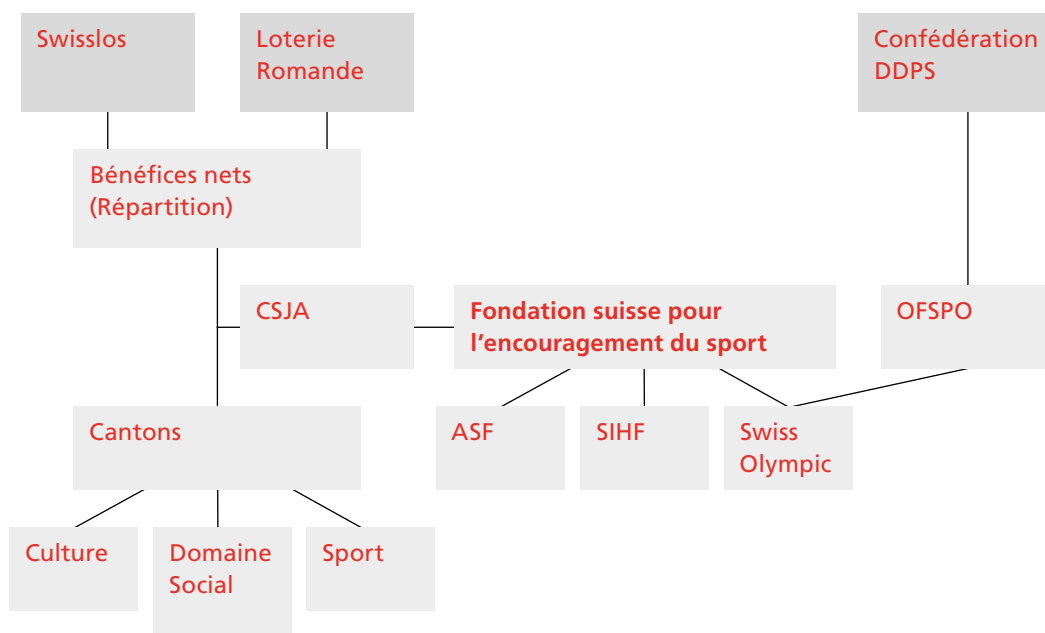 Swisslos
Loterie
Romande
Confédération
DDPS
Bénéfices nets
(Répartition)
CSJA
Fondation suisse pour
l'encouragement du sport
OFSPO
Cantons
ASF
SIHF
Swiss
Olympic
Culture
Domaine
Social
Sport